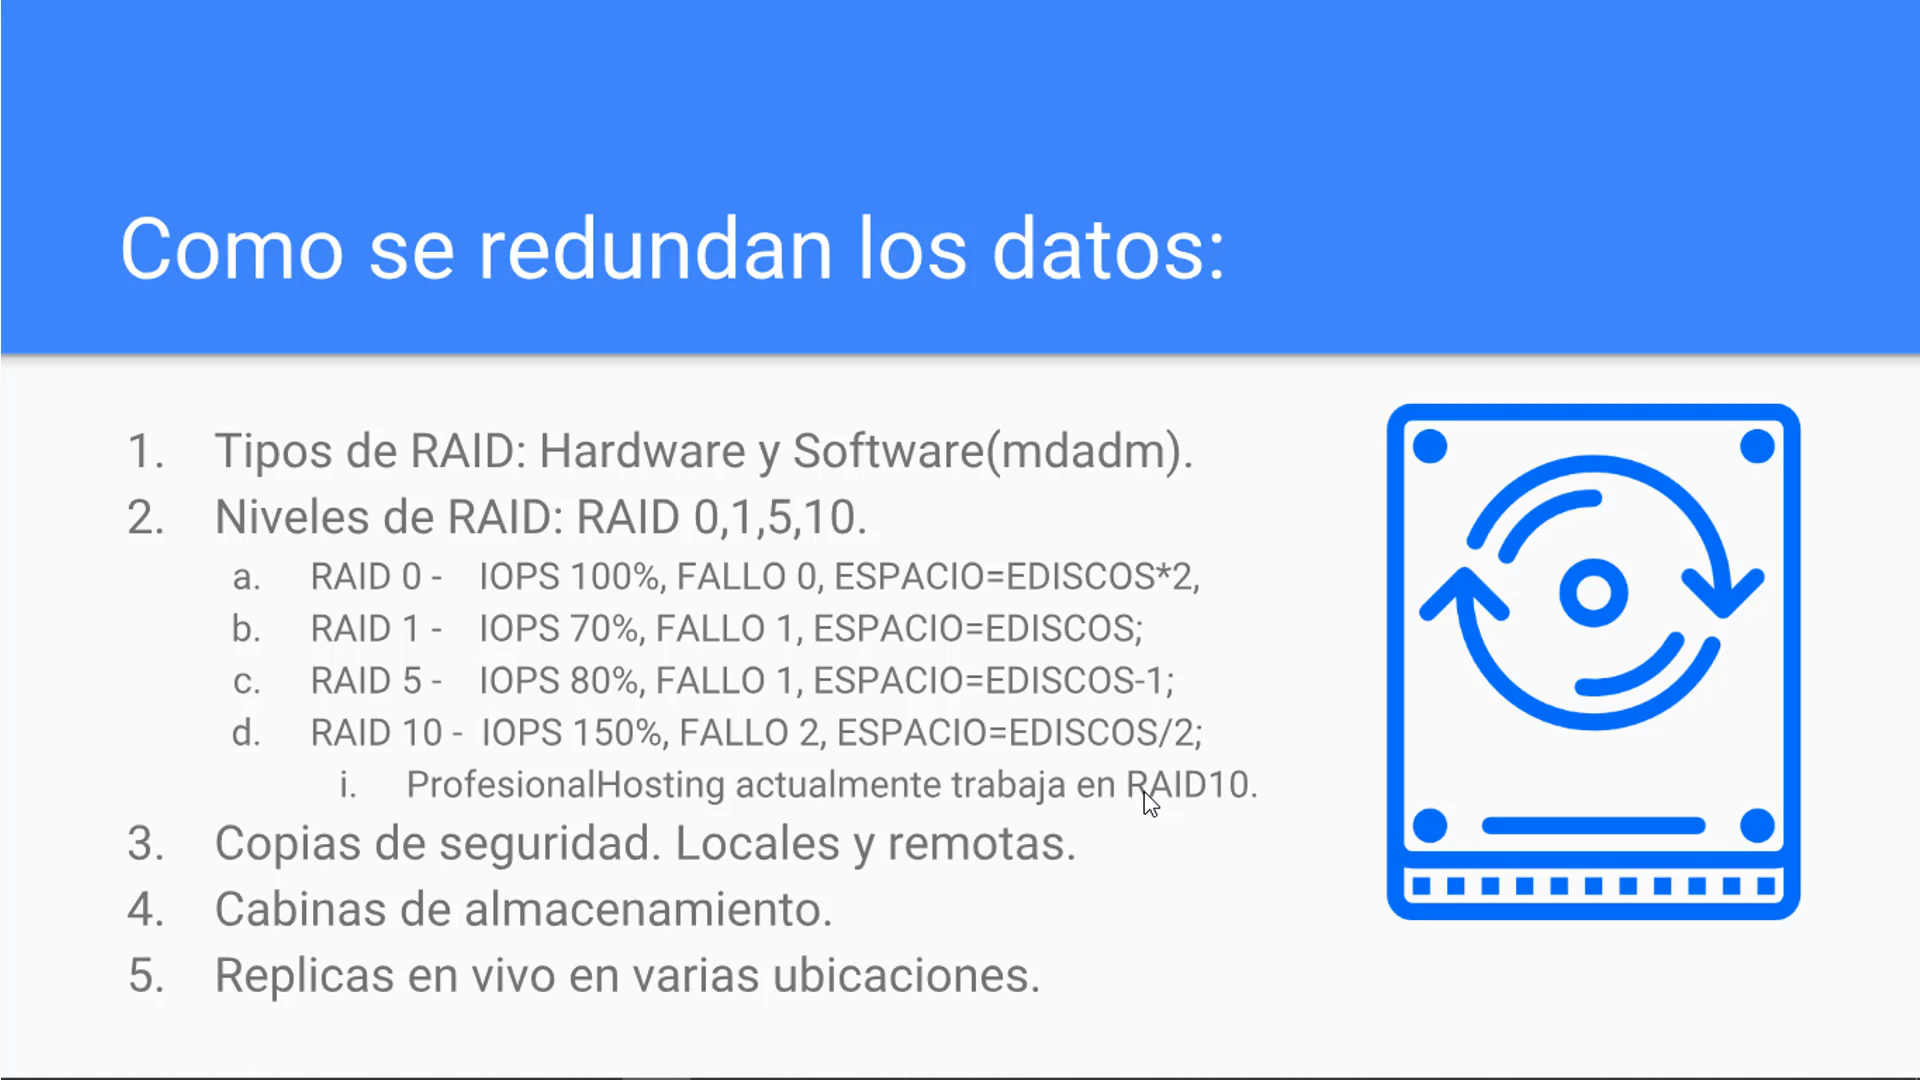 Como se redundan los datos:
1. Tipos de RAID: Hardware y Software(mdadm).
2. Niveles de RAID: RAID 0,1,5,10.
a. RAID 0 - IOPS 100%, FALLO 0, ESPACIO=EDISCOS*2,
b. RAID 1 - IOPS 70%, FALLO 1, ESPACIO=EDISCOS;
c. RAID 5 - IOPS 80%, FALLO 1, ESPACIO=EDISCOS-1;
d. RAID 10 - IOPS 150%, FALLO 2, ESPACIO=EDISCOS/2;
i. ProfesionalHosting actualmente trabaja en RAID10.
3. Copias de seguridad. Locales y remotas.
4. Cabinas de almacenamiento.
5. Replicas en vivo en varias ubicaciones.